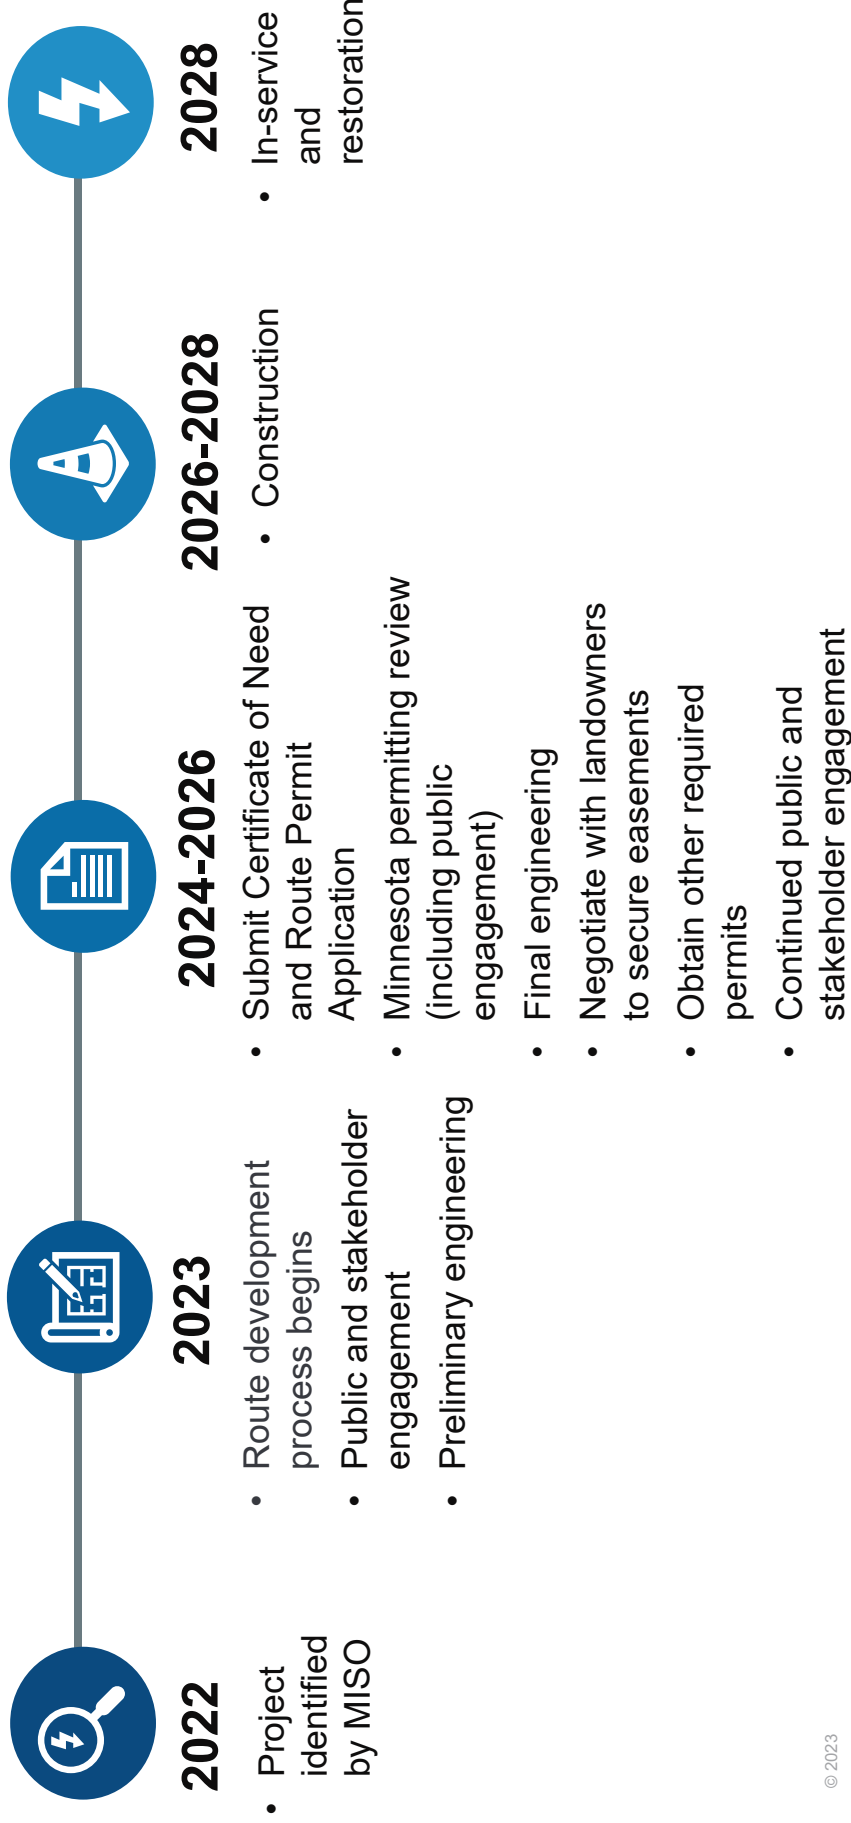 2022
• Project
identified
by MISO
2023
• Route development
process begins
• Public and stakeholder
engagement
• Preliminary engineering
2024-2026
• Submit Certificate of Need
and Route Permit
Application
• Minnesota permitting review
(including public
engagement)
• Final engineering
• Negotiate with landowners
to secure easements
• Obtain other required
permits
• Continued public and
stakeholder engagement
2026-2028
• Construction
2028
• In-service
and
restoration
© 2023